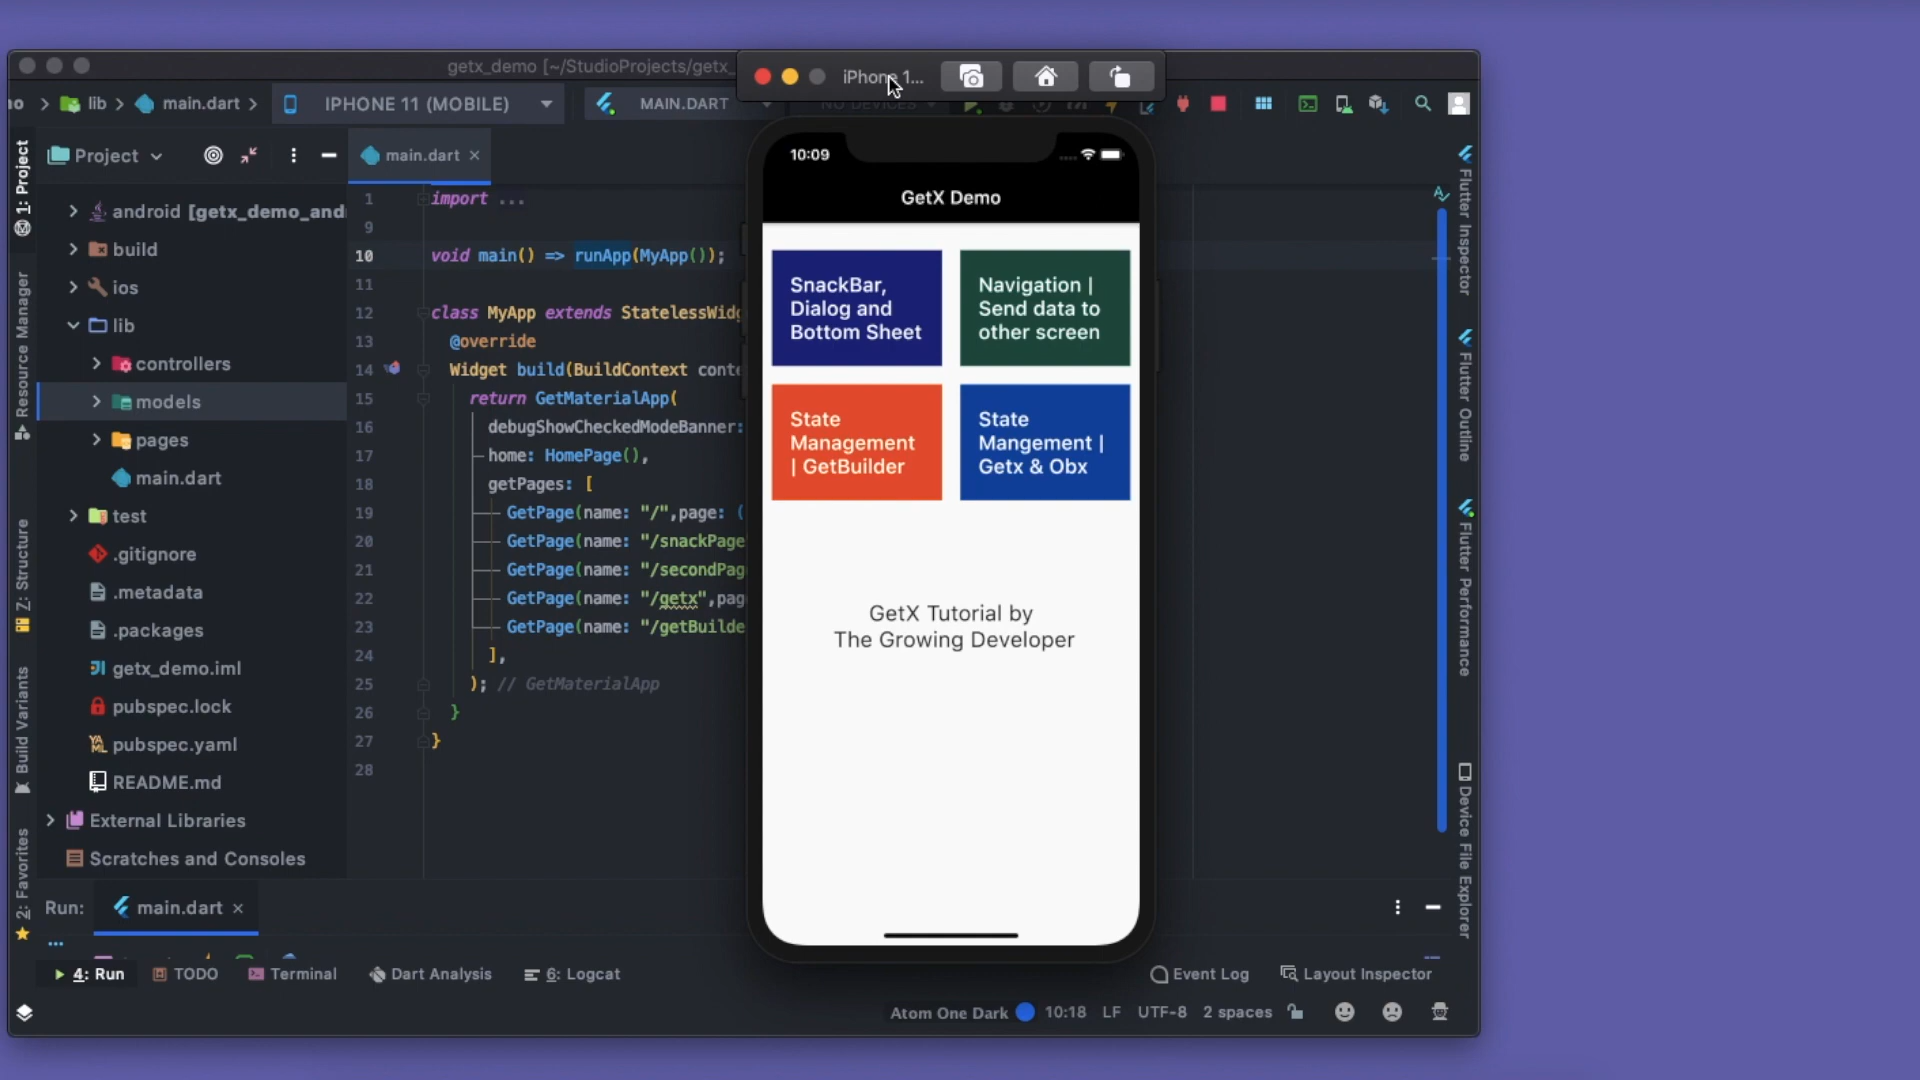 getx_demo [~/StudioProjects/getx_
iPhone 1...
lib
main.dart
IPHONE 11 (MOBILE)
MAIN.DART
NO DEVICES
1: Project
Resource Manager
Z: Structure
Build Variants
2: Favorites
Project
android [getx_demo_and
build
ios
lib
controllers
models
pages
main.dart
test
.gitignore
.metadata
.packages
getx_demo.iml
pubspec.lock
pubspec.yaml
README.md
External Libraries
Scratches and Consoles
main.dart
1 import ...
9
10 void main() => runApp(MyApp());
11
12 class MyApp extends StatelessWidg
13 @override
14 Widget build(BuildContext conte
15 return GetMaterialApp(
16 debugShowCheckedModeBanner:
17 home: HomePage(),
18 getPages: [
19 GetPage(name: "/",page: (
20 GetPage(name: "/snackPage
21 GetPage(name: "/secondPag
22 GetPage(name: "/getx",pag
23 GetPage(name: "/getBuilde
24 ],
25 ); // GetMaterialApp
26 }
27 }
28
10:09
GetX Demo
SnackBar,
Dialog and
Bottom Sheet
Navigation |
Send data to
other screen
State
Management
| GetBuilder
State
Mangement |
Getx & Obx
GetX Tutorial by
The Growing Developer
Flutter Inspector
Flutter Outline
Flutter Performance
Device File Explorer
Run:
main.dart
4: Run
TODO
Terminal
Dart Analysis
6: Logcat
Event Log
Layout Inspector
Atom One Dark
10:18
LF
UTF-8
2 spaces